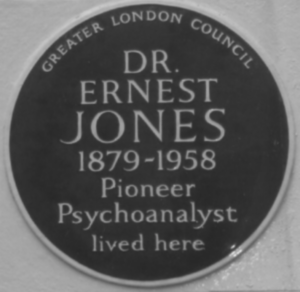 GREATER LONDON COUNCIL
DR.
ERNEST
JONES
1879-1958
Pioneer
Psychoanalyst
lived here